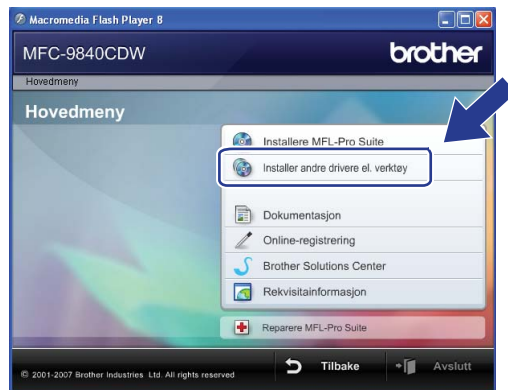 Macromedia Flash Player 8
MFC-9840CDW
brother
Hovedmeny
Hovedmeny
Installere MFL-Pro Suite
Installer andre drivere el. verktøy
Dokumentasjon
Online-registrering
Brother Solutions Center
Rekvisitainformasjon
Reparere MFL-Pro Suite
© 2001-2007 Brother Industries Ltd. All rights reserved
Tilbake
Avslutt